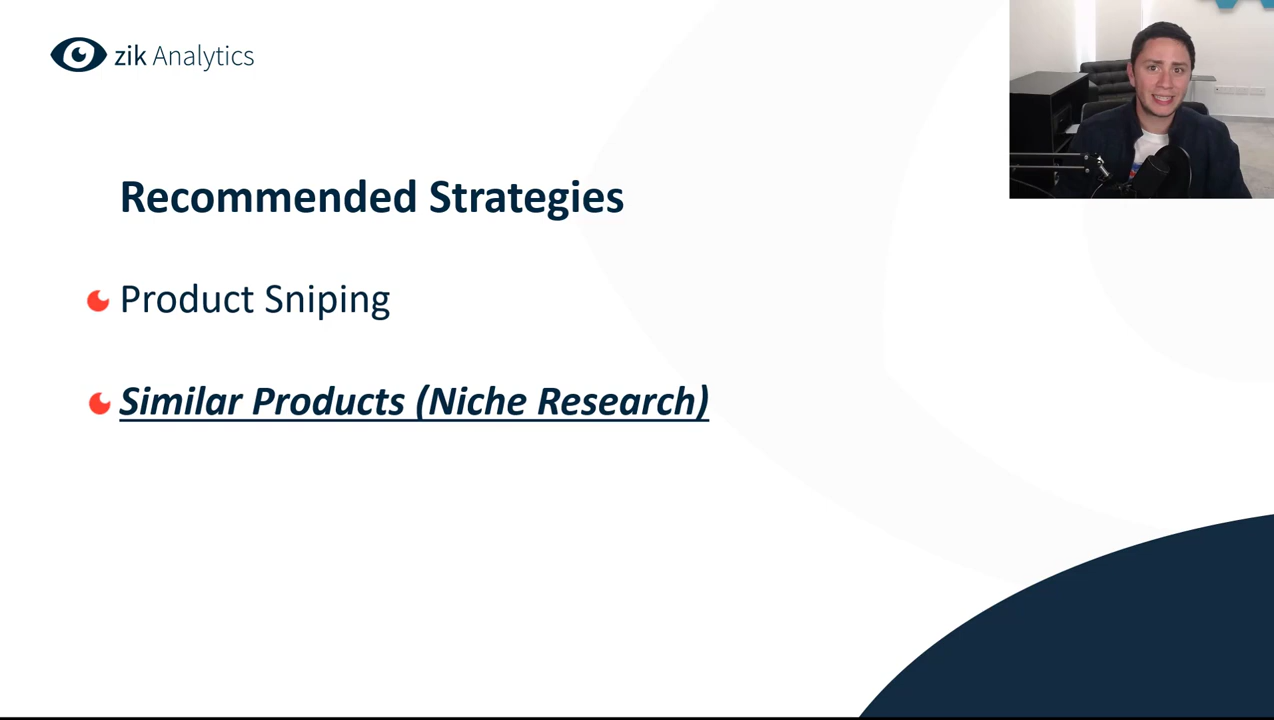 zik Analytics
Recommended Strategies
Product Sniping
Similar Products (Niche Research)